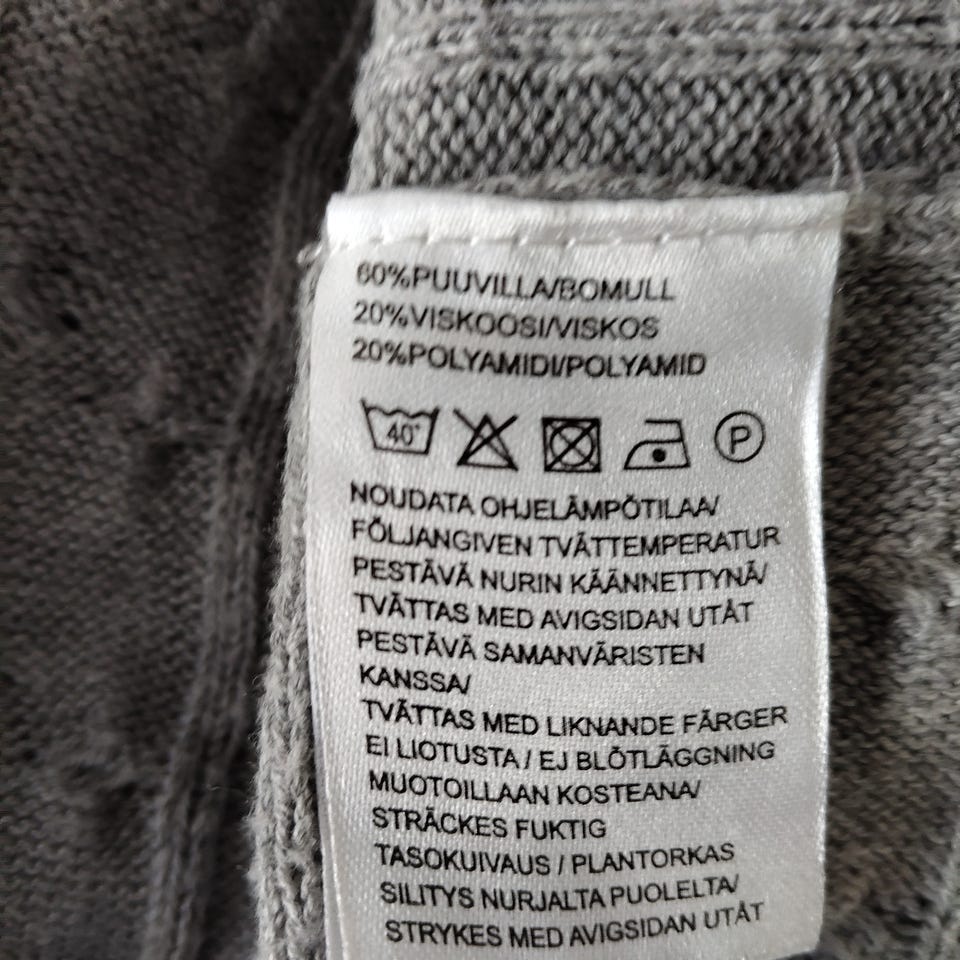 60%PUUVILLA/BOMULL
20%VISKOOSI/VISKOS
20%POLYAMIDI/POLYAMID
40° P
NOUDATA OHJELÄMPÖTILAA/
FÖLJANGIVEN TVÄTTEMPERATUR
PESTÄVÄ NURIN KÄÄNNETTYNÄ/
TVÄTTAS MED AVIGSIDAN UTÅT
PESTÄVÄ SAMANVÄRISTEN
KANSSA/
TVÄTTAS MED LIKNANDE FÄRGER
EI LIOTUSTA / EJ BLÖTLÄGGNING
MUOTOILLAAN KOSTEANA/
STRÄCKES FUKTIG
TASOKUIVAUS / PLANTORKAS
SILITYS NURJALTA PUOLELTA/
STRYKES MED AVIGSIDAN UTÅT